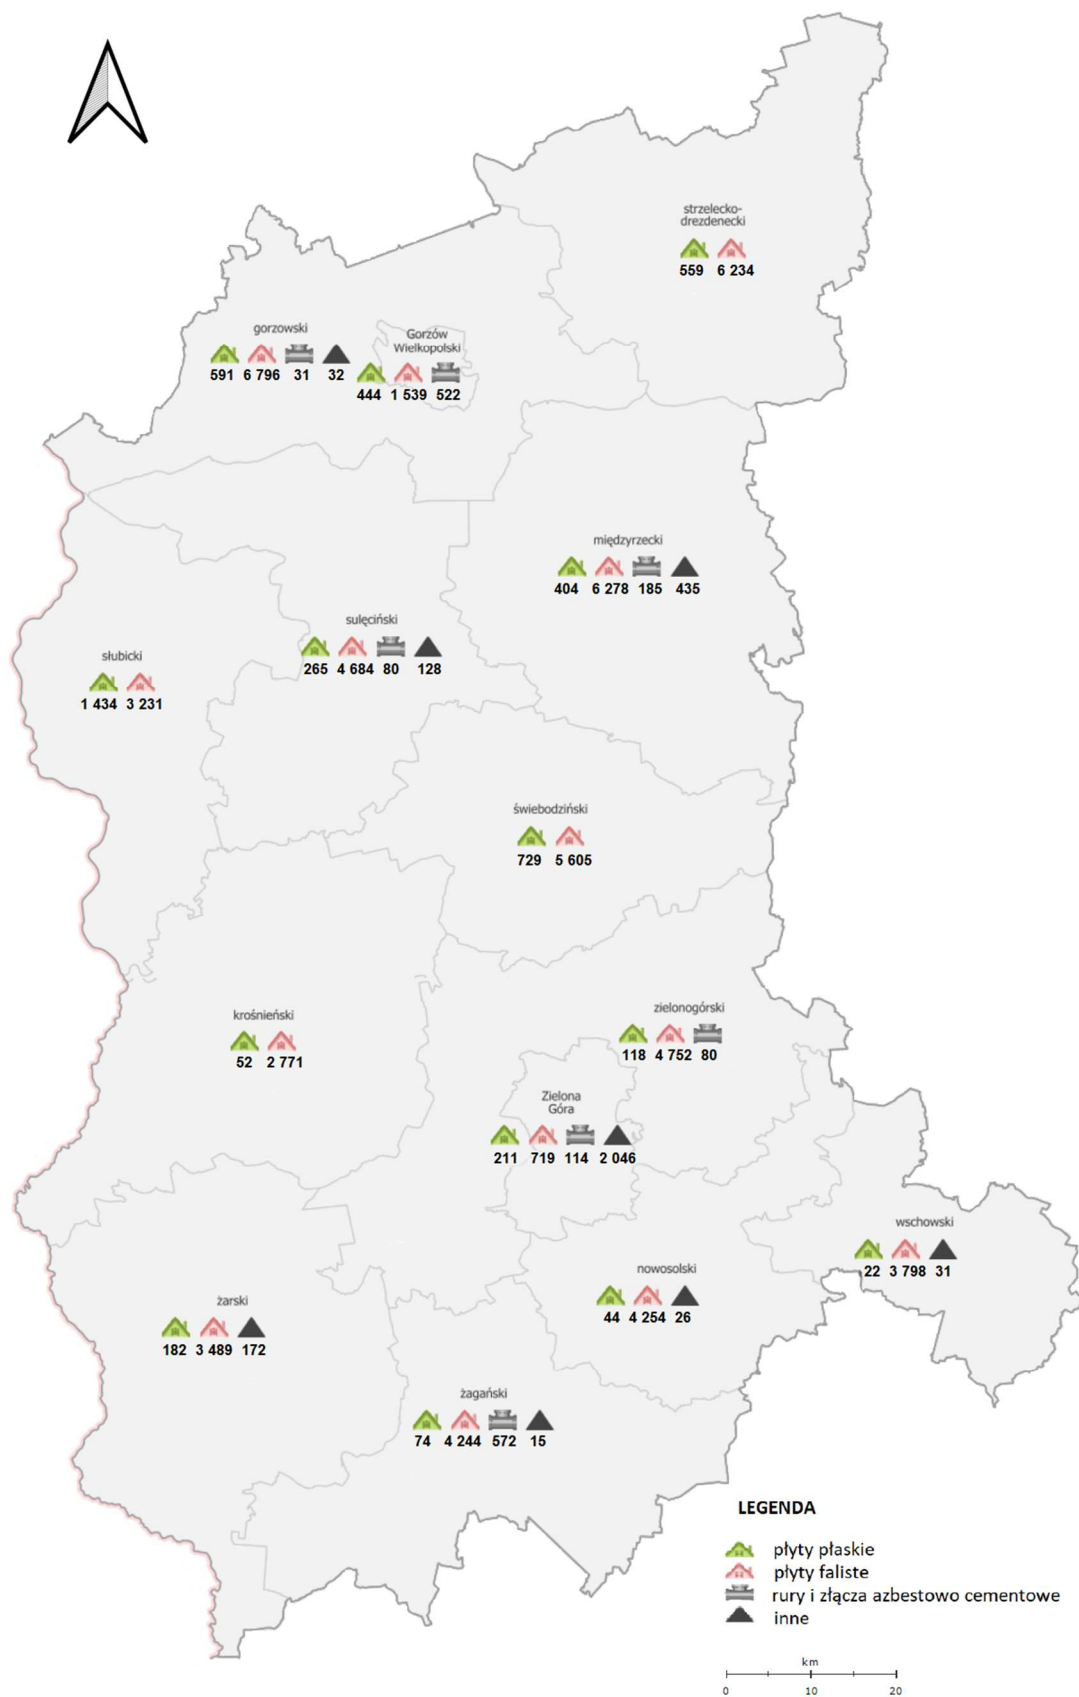 strzelecko-
drezdenecki
559 6 234
gorzowski
591 6 796 31 32
Gorzów
Wielkopolski
444 1 539 522
międzyrzecki
404 6 278 185 435
sulęciński
265 4 684 80 128
słubicki
1 434 3 231
świebodziński
729 5 605
zielonogórski
118 4 752 80
krośnieński
52 2 771
Zielona
Góra
211 719 114 2 046
wschowski
22 3 798 31
nowosolski
44 4 254 26
żarski
182 3 489 172
żagański
74 4 244 572 15
LEGENDA
płyty płaskie
płyty faliste
rury i złącza azbestowo cementowe
inne
km
0 10 20